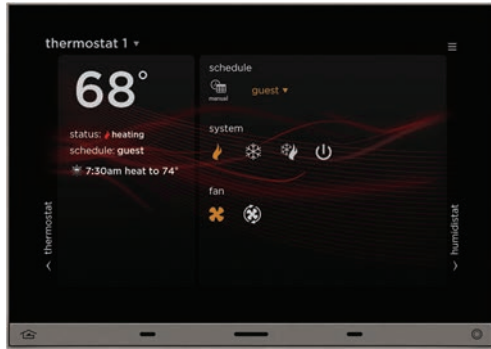 thermostat 1
68°
status: heating
schedule: guest
7:30am heat to 74°
schedule
manual
guest
system
fan
thermostat
humidistat